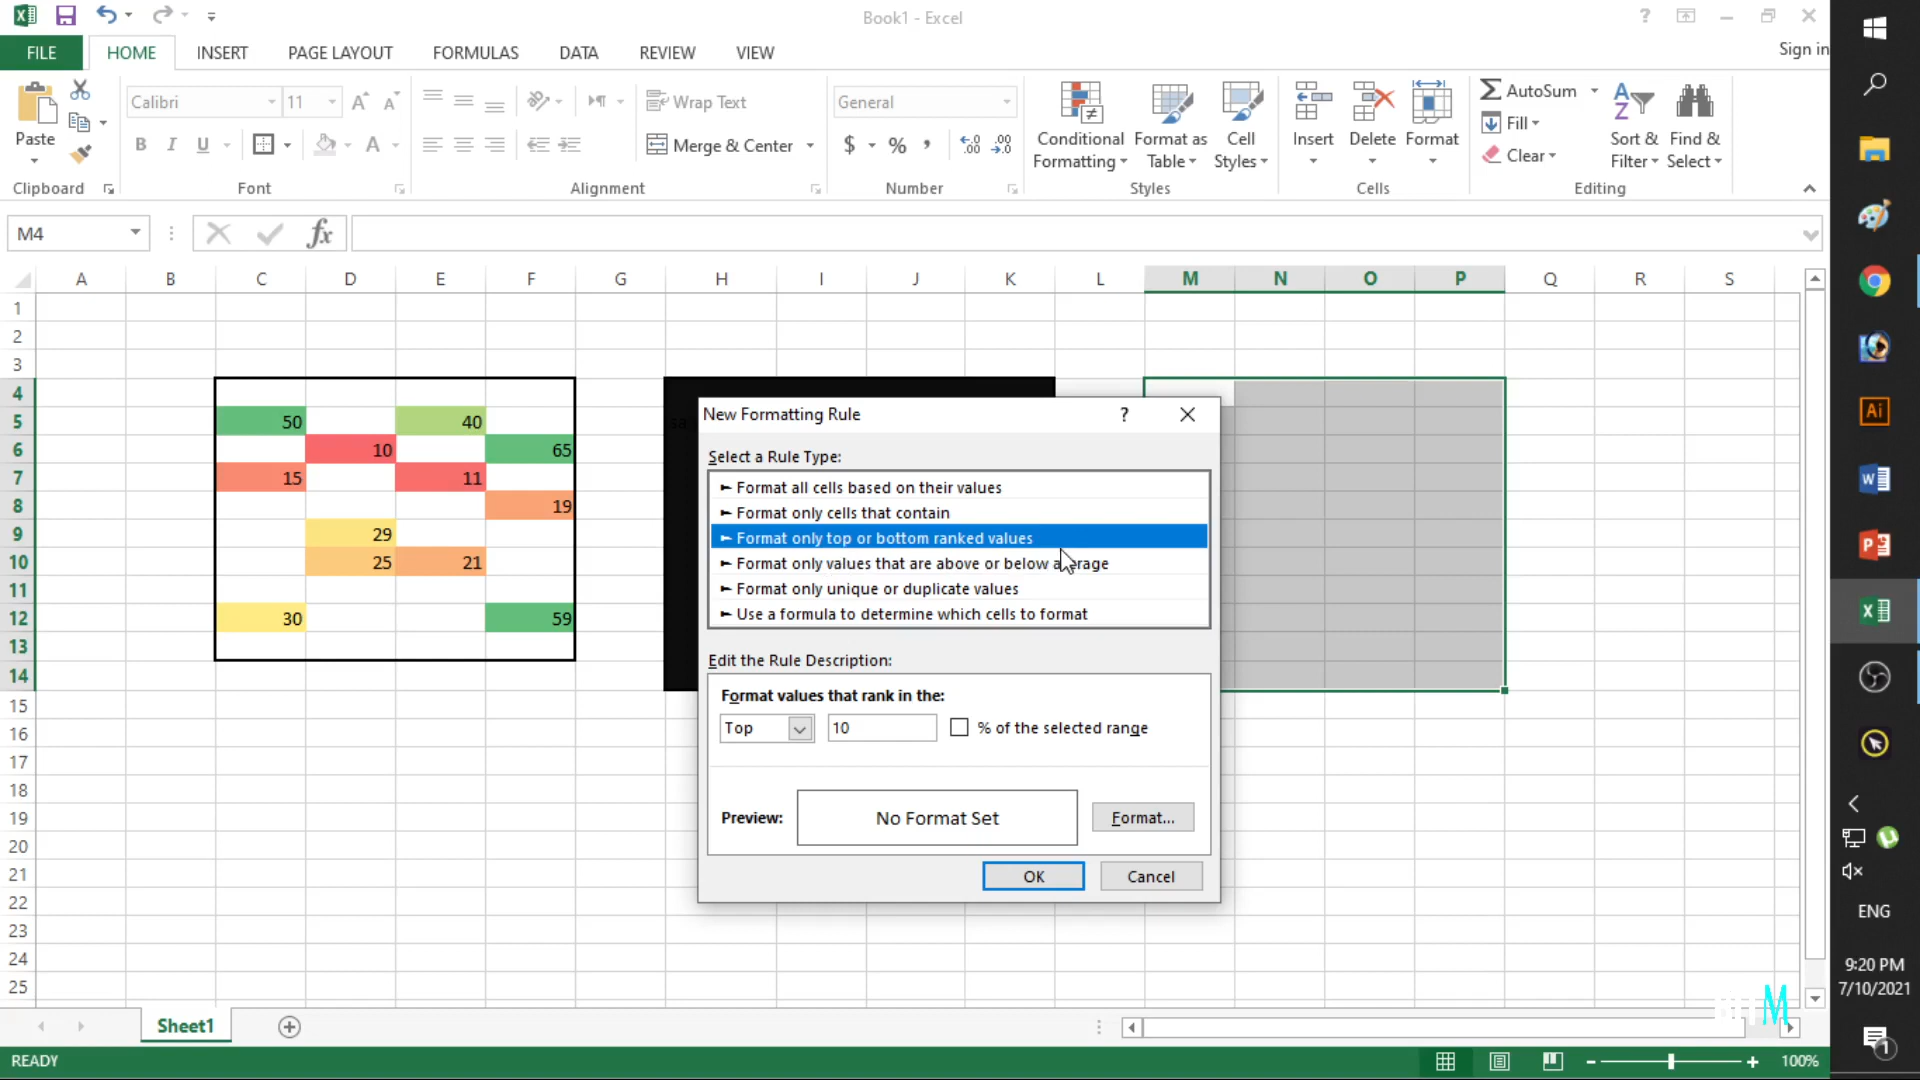 Book1 - Excel
FILE HOME INSERT PAGE LAYOUT FORMULAS DATA REVIEW VIEW
Sign in
Calibri 11 Wrap Text General
AutoSum
Fill
Clear
Paste
B I U A
Merge & Center
$ % ,
Conditional Formatting
Format as Table
Cell Styles
Insert Delete Format
Sort & Filter
Find & Select
Clipboard Font Alignment Number Styles Cells Editing
M4
fx
A B C D E F G H I J K L M N O P Q R S
1
2
3
4
5 50 40
6 10 65
7 15 11
8 19
9 29
10 25 21
11
12 30 59
13
14
15
16
17
18
19
20
21
22
23
24
25
New Formatting Rule ?
Select a Rule Type:
► Format all cells based on their values
► Format only cells that contain
► Format only top or bottom ranked values
► Format only values that are above or below average
► Format only unique or duplicate values
► Use a formula to determine which cells to format
Edit the Rule Description:
Format values that rank in the:
Top 10 % of the selected range
Preview: No Format Set Format...
OK Cancel
Sheet1
READY
100%
ENG
9:20 PM
7/10/2021
1